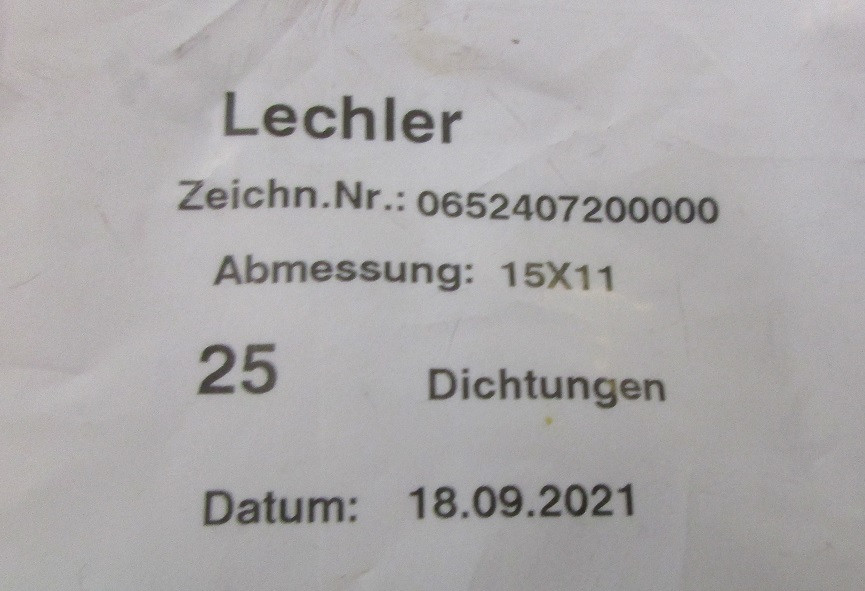 Lechler
Zeichn.Nr.: 0652407200000
Abmessung: 15X11
25 Dichtungen
Datum: 18.09.2021